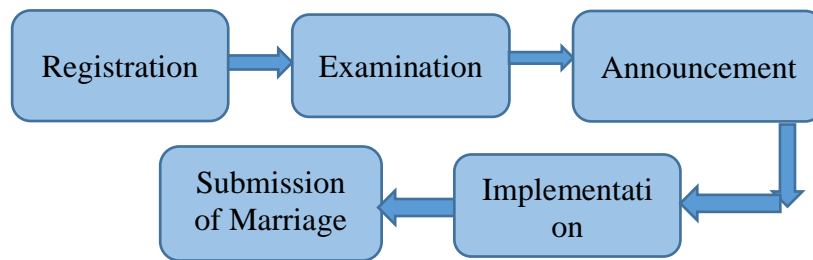 Registration
Examination
Announcement
Implementati
on
Submission
of Marriage